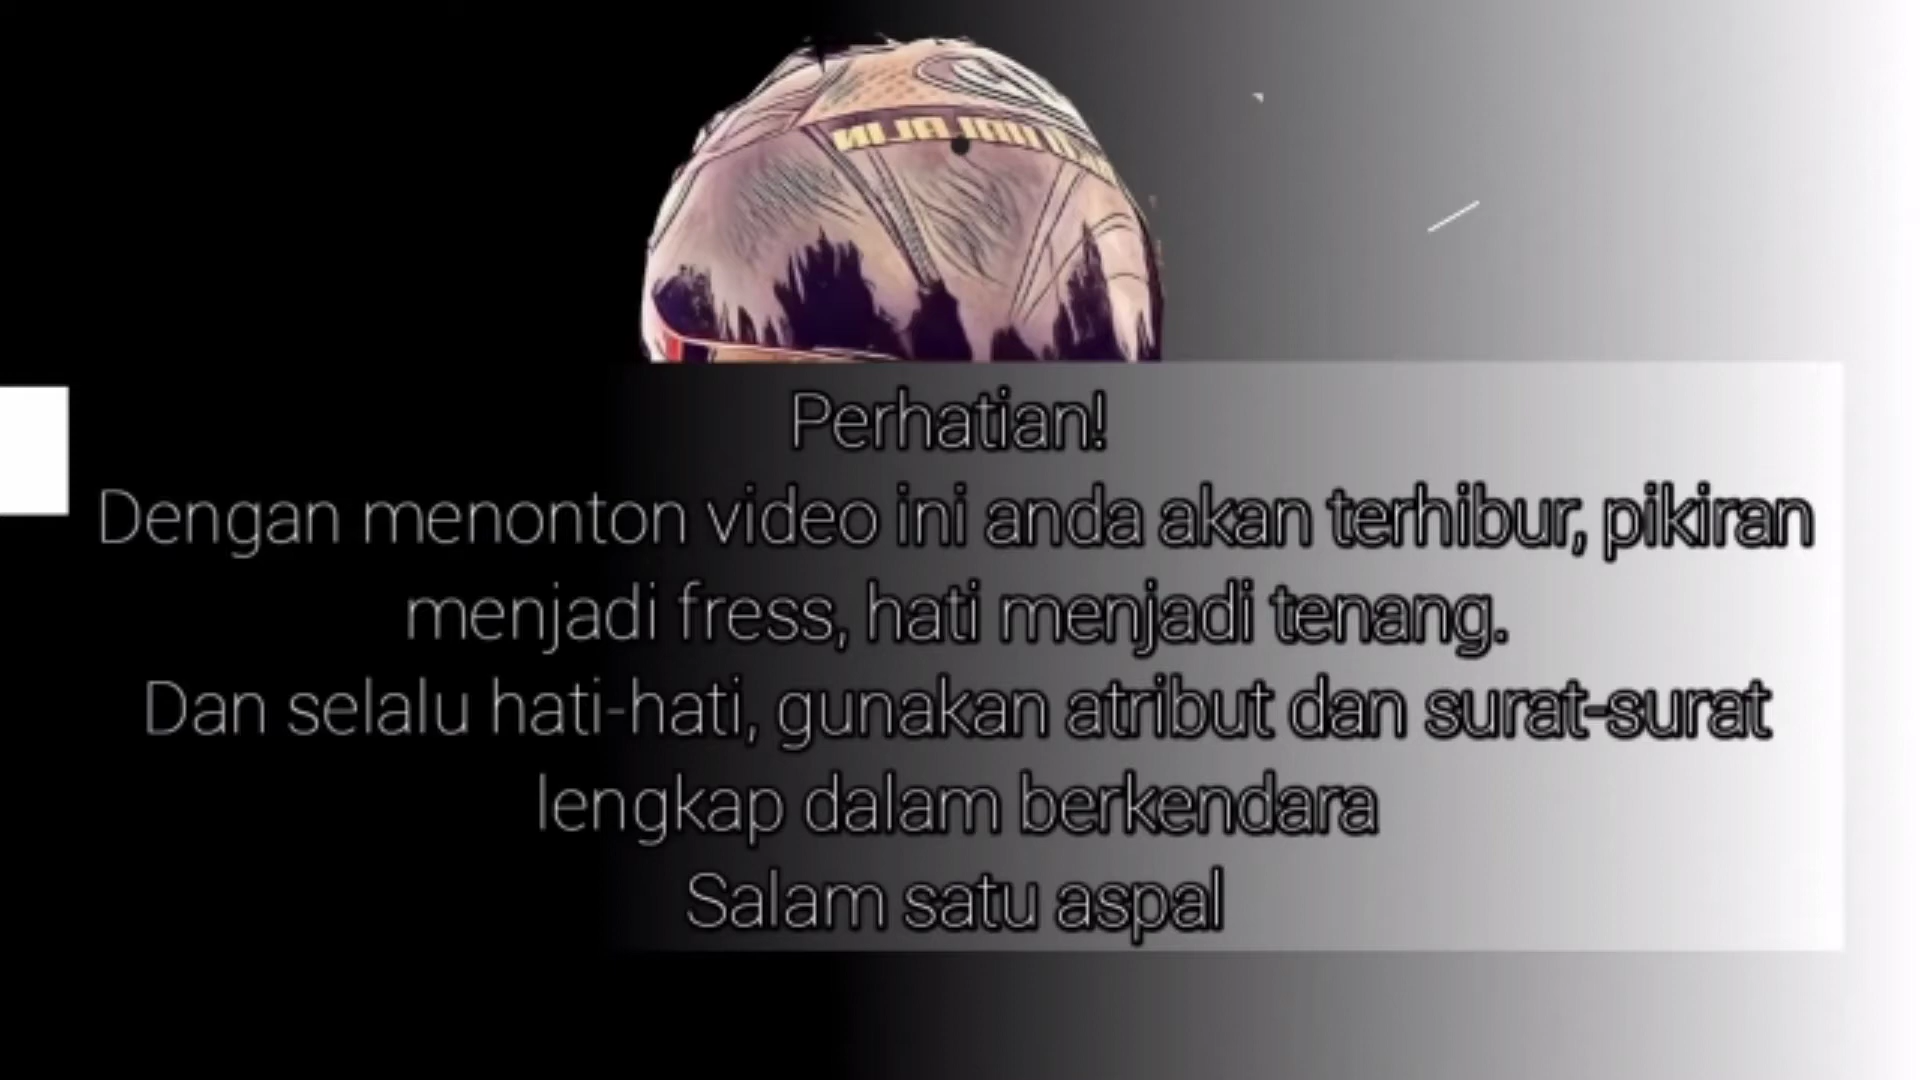 Perhatian!
Dengan menonton video ini anda akan terhibur, pikiran
menjadi fress, hati menjadi tenang.
Dan selalu hati-hati, gunakan atribut dan surat-surat
lengkap dalam berkendara
Salam satu aspal